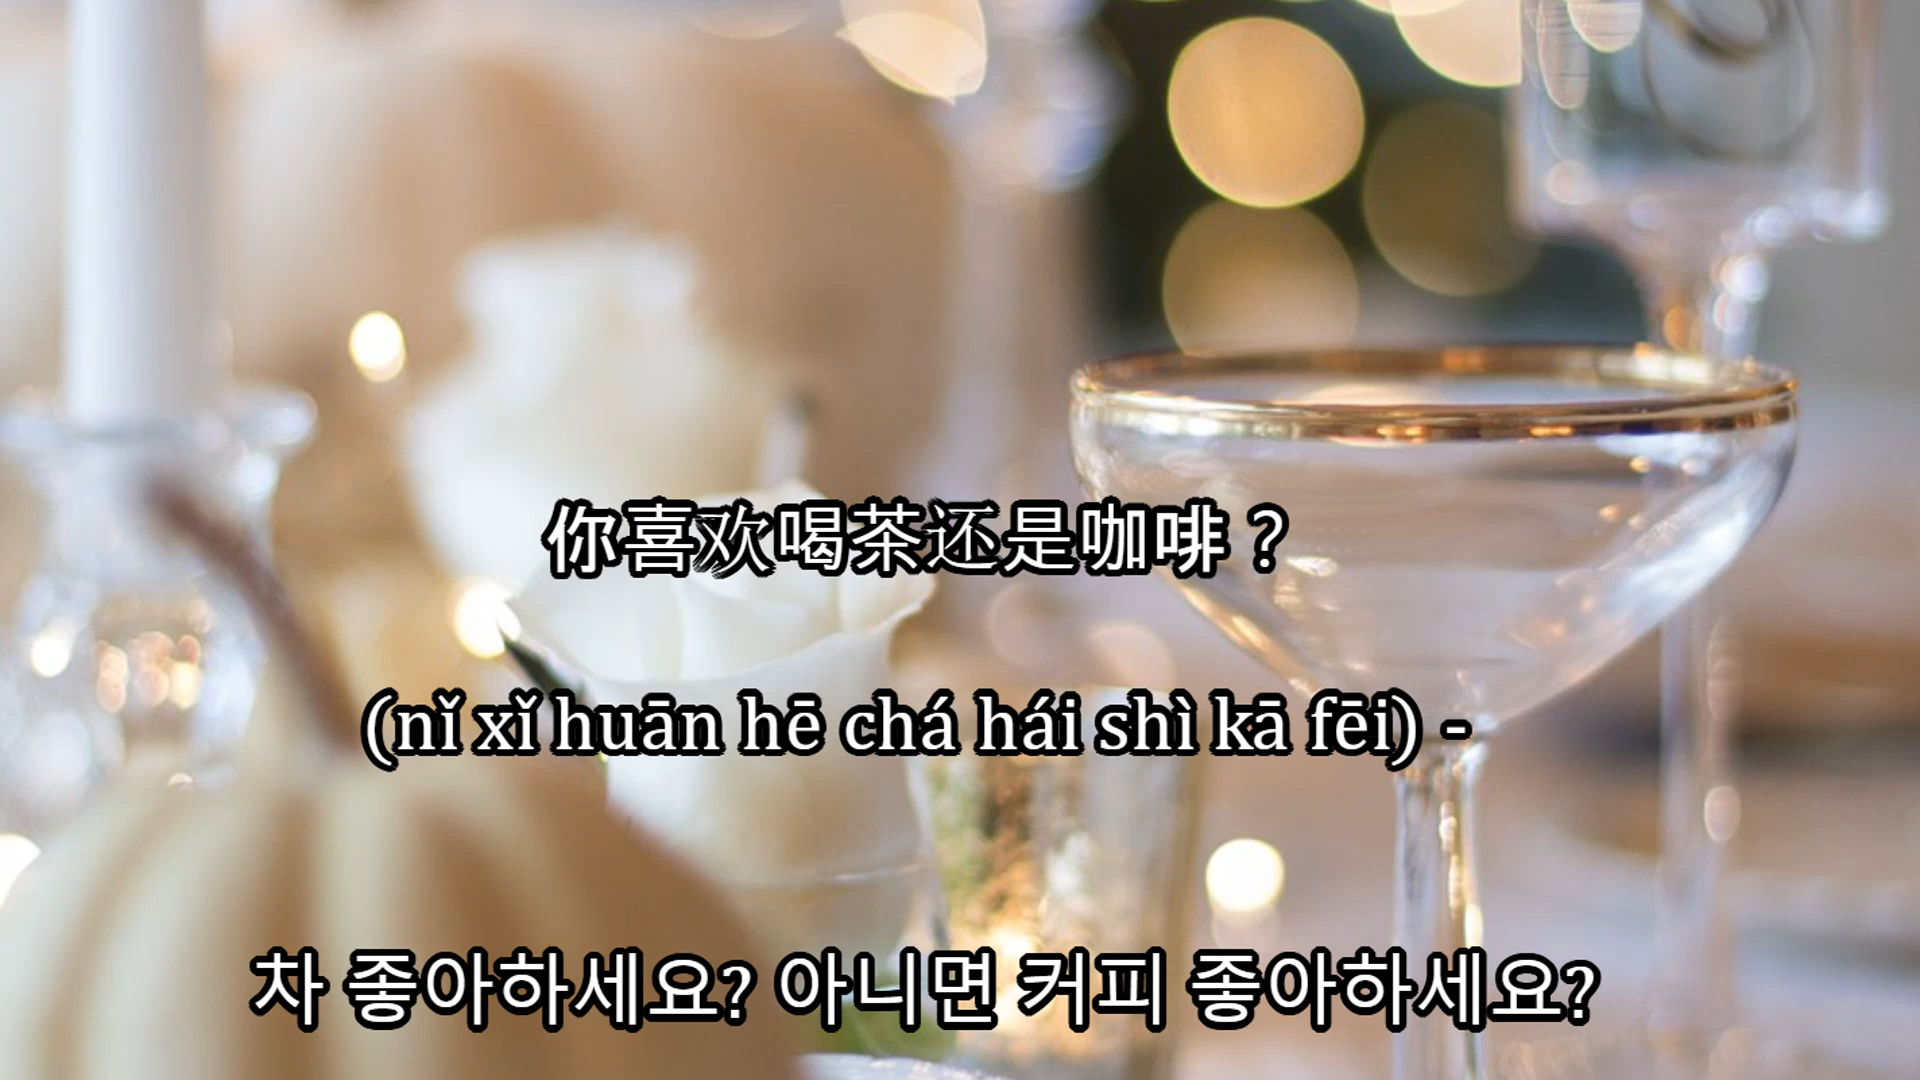 你喜欢喝茶还是咖啡？
(nǐ xǐ huān hē chá hái shì kā fēi) -
차 좋아하세요? 아니면 커피 좋아하세요?